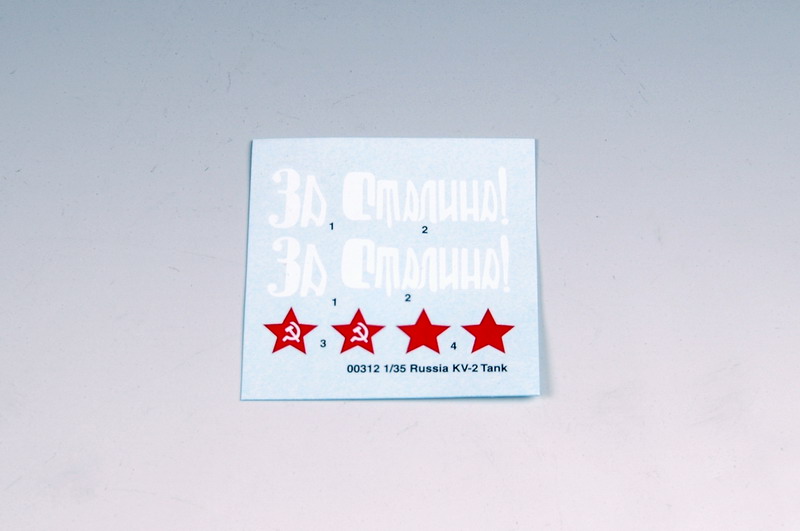 За Сталина!
1 2
За Сталина!
1 2
3 4
00312 1/35 Russia KV-2 Tank